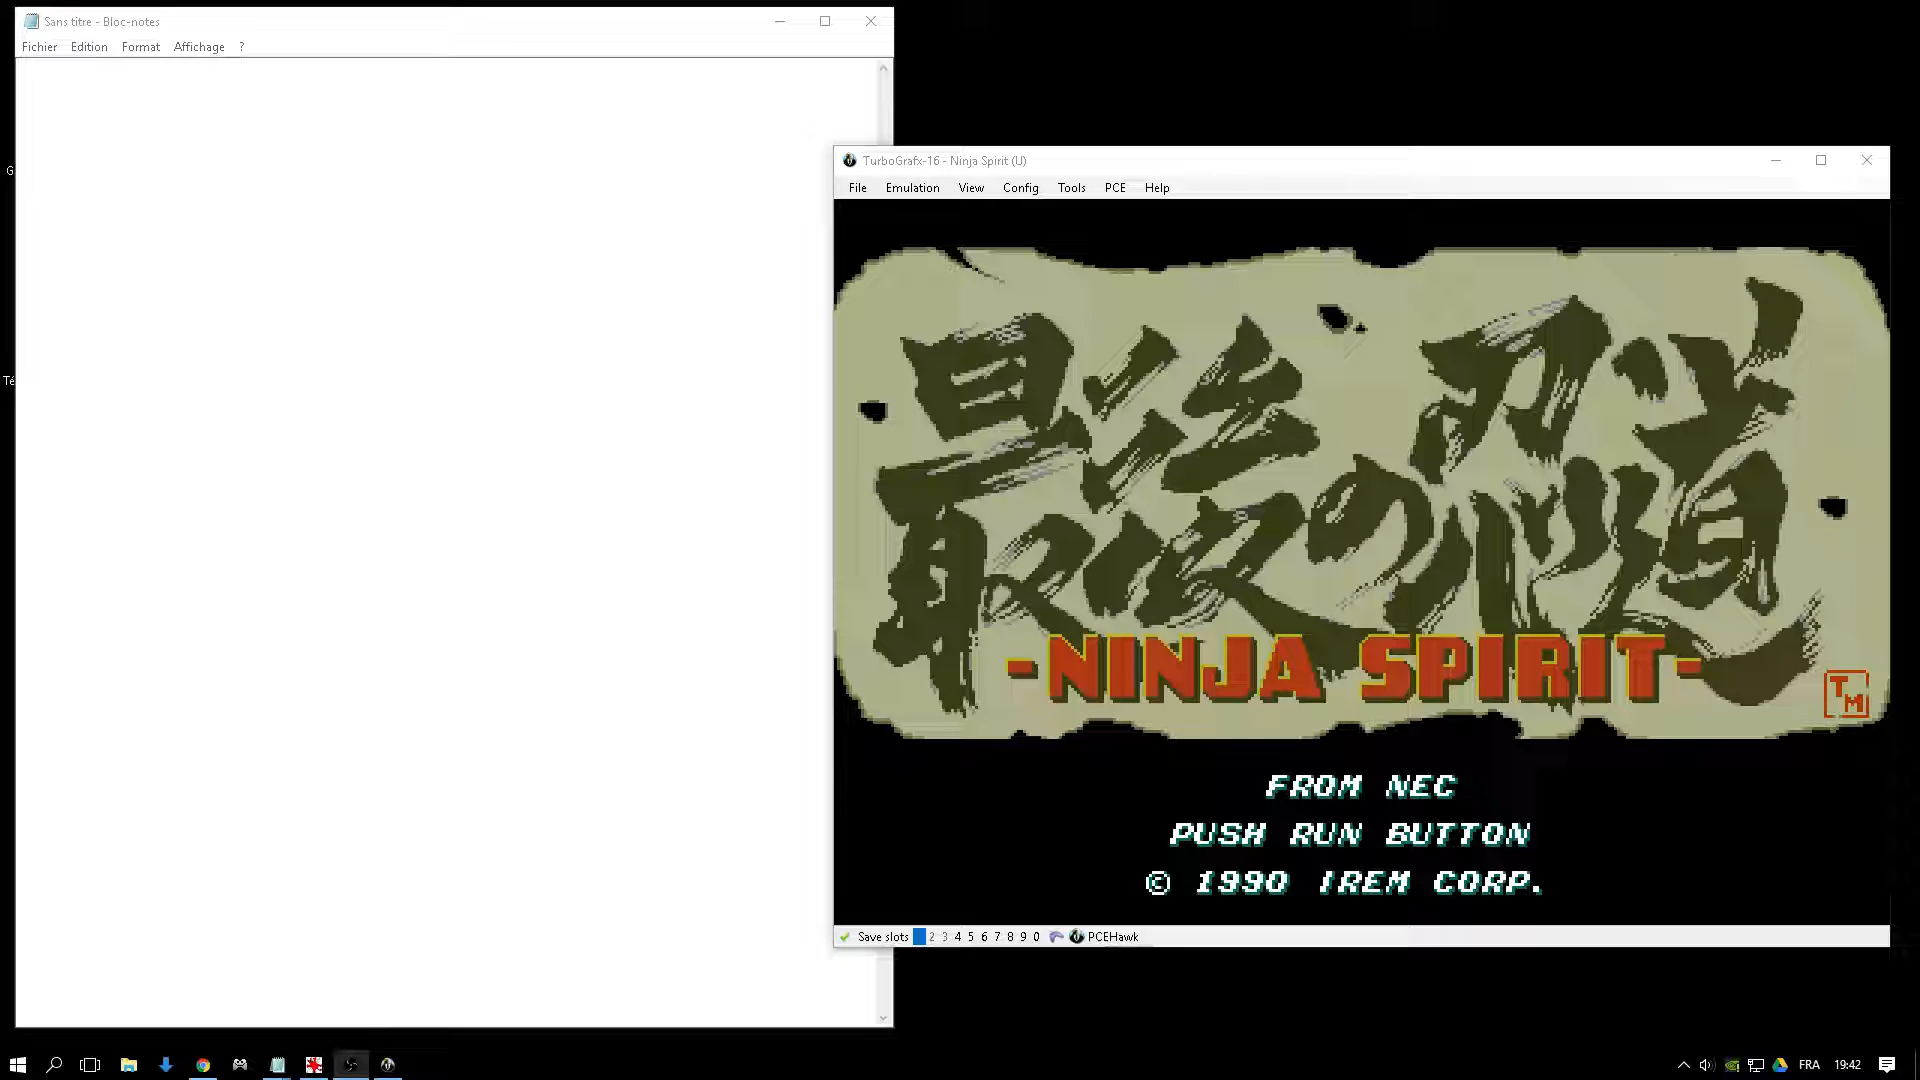 Sans titre - Bloc-notes
Fichier Edition Format Affichage ?
TurboGrafx-16 - Ninja Spirit (U)
File Emulation View Config Tools PCE Help
最後の忍道
-NINJA SPIRIT-
TM
FROM NEC
PUSH RUN BUTTON
© 1990 IREM CORP.
Save slots 2 3 4 5 6 7 8 9 0 PCEHawk
G
Té
FRA 19:42